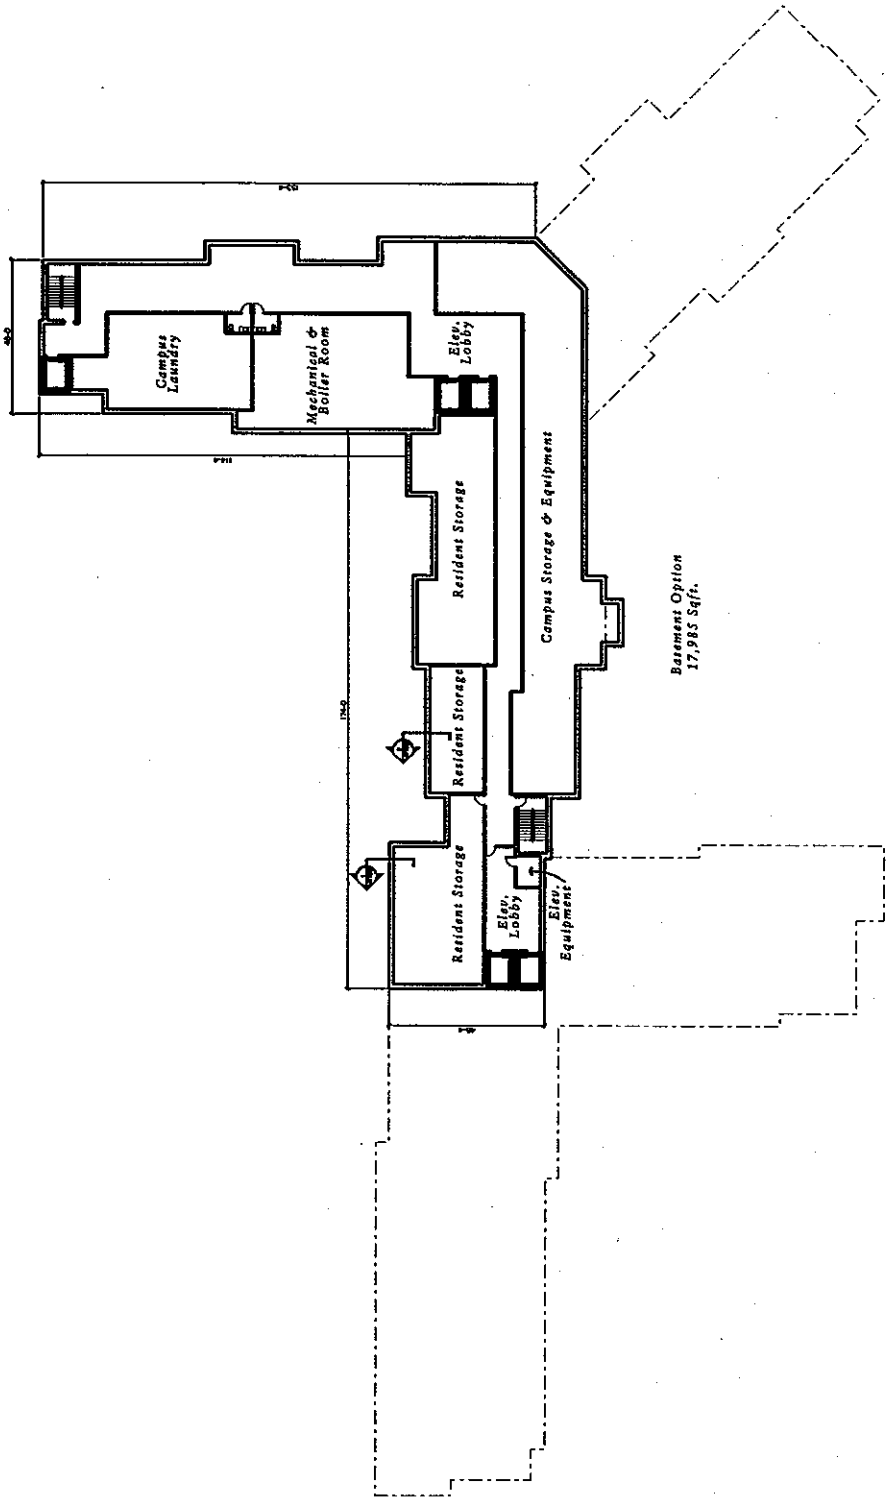 Campus
Laundry
Mechanical &
Boiler Room
Elev.
Lobby
Resident Storage
Campus Storage & Equipment
Resident Storage
Resident Storage
Elev.
Lobby
Elev.
Equipment
Basement Option
17,985 Sqft.
174-0